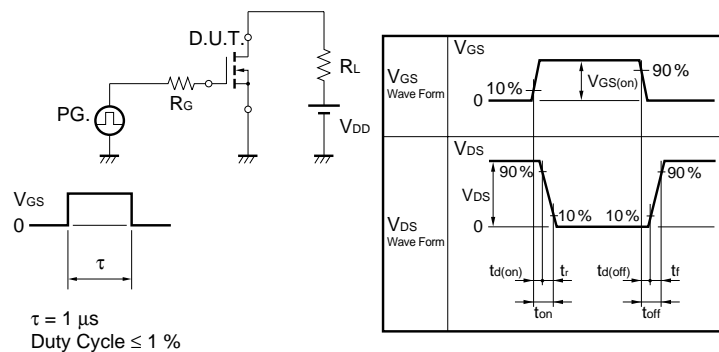 D.U.T.
RL
RG
PG.
VDD
VGS
0
τ
τ = 1 μs
Duty Cycle ≤ 1 %
VGS
Wave Form
VGS
10 %
VGS(on)
90 %
0
VDS
Wave Form
VDS
90 %
VDS
90 %
10 %
10 %
0
td(on)
tr
td(off)
tf
ton
toff